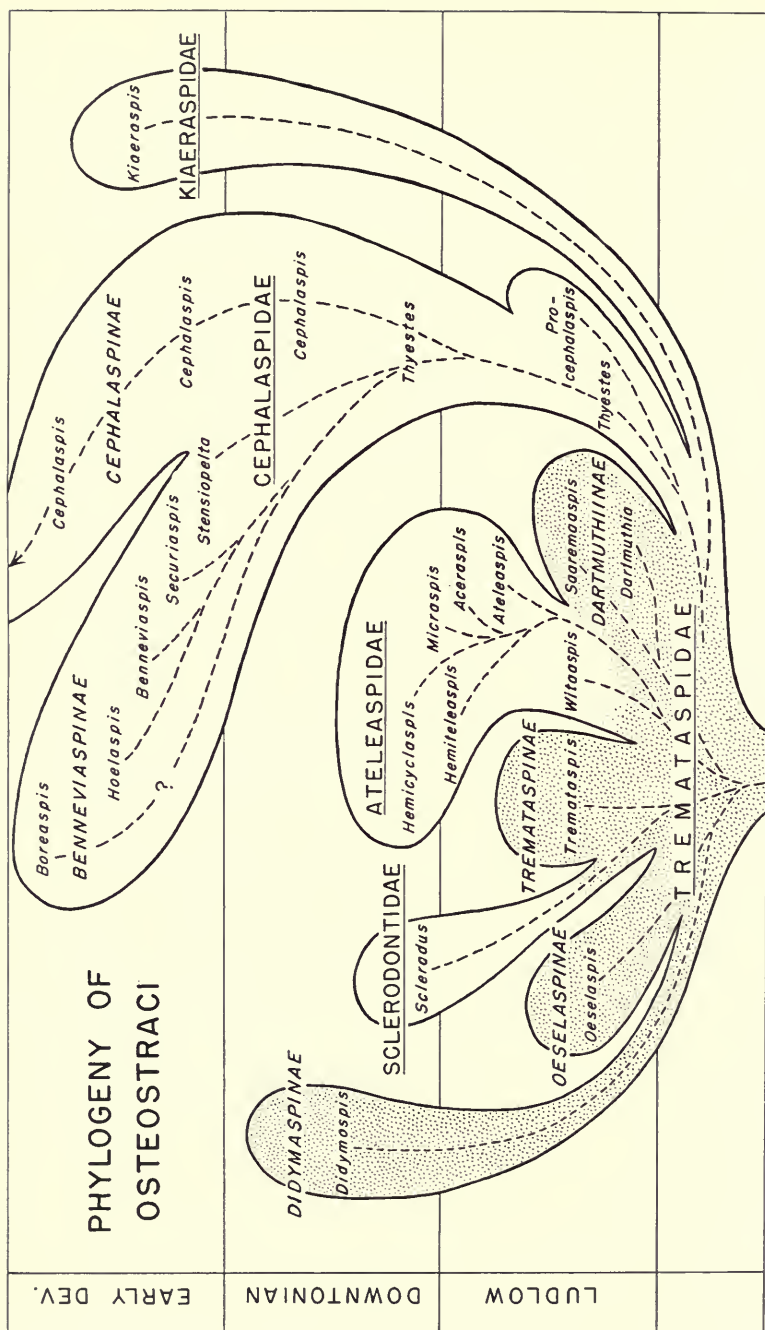 PHYLOGENY OF
OSTEOSTRACI
EARLY DEV.
DOWNTONIAN
LUDLOW
Boreaspis
BENNEVIASPINAE
Hoelaspis
?
Benneviaspis
Securiaspis
Stensiopelta
Cephalaspis
CEPHALASPINAE
Cephalaspis
CEPHALASPIDAE
Cephalaspis
Thyestes
Kiaeraspis
KIAERASPIDAE
DIDYMASPINAE
Didymaspis
SCLERODONTIDAE
Scleradus
ATELEASPIDAE
Hemicyclaspis
Hemiteleaspis
Micraspis
Aceraspis
Ateleaspis
OESELASPINAE
Oeselaspis
TREMATASPINAE
Tremataspis
Witaaspis
Saaremaaspis
DARTMUTHIINAE
Dartmuthia
Pro-
cephalaspis
Thyestes
TREMATASPIDAE